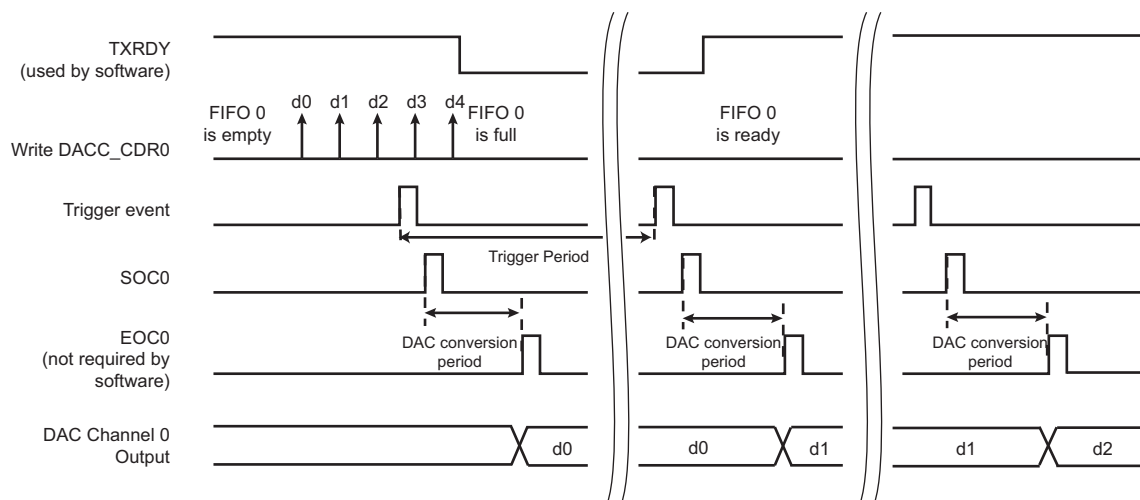 TXRDY
(used by software)
d0 d1 d2 d3 d4
FIFO 0
is empty
FIFO 0
is full
FIFO 0
is ready
Write DACC_CDR0
Trigger event
Trigger Period
SOC0
EOC0
(not required by
software)
DAC conversion
period
DAC conversion
period
DAC conversion
period
DAC Channel 0
Output
d0
d0
d1
d1
d2